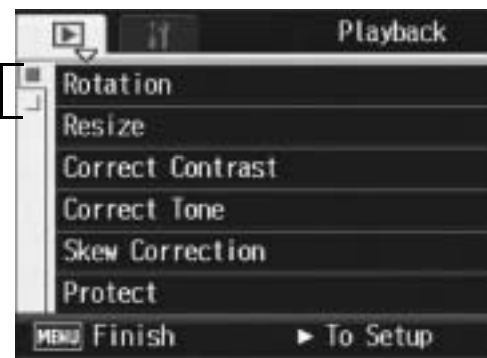 Playback
Rotation
Resize
Correct Contrast
Correct Tone
Skew Correction
Protect
MENU Finish ► To Setup